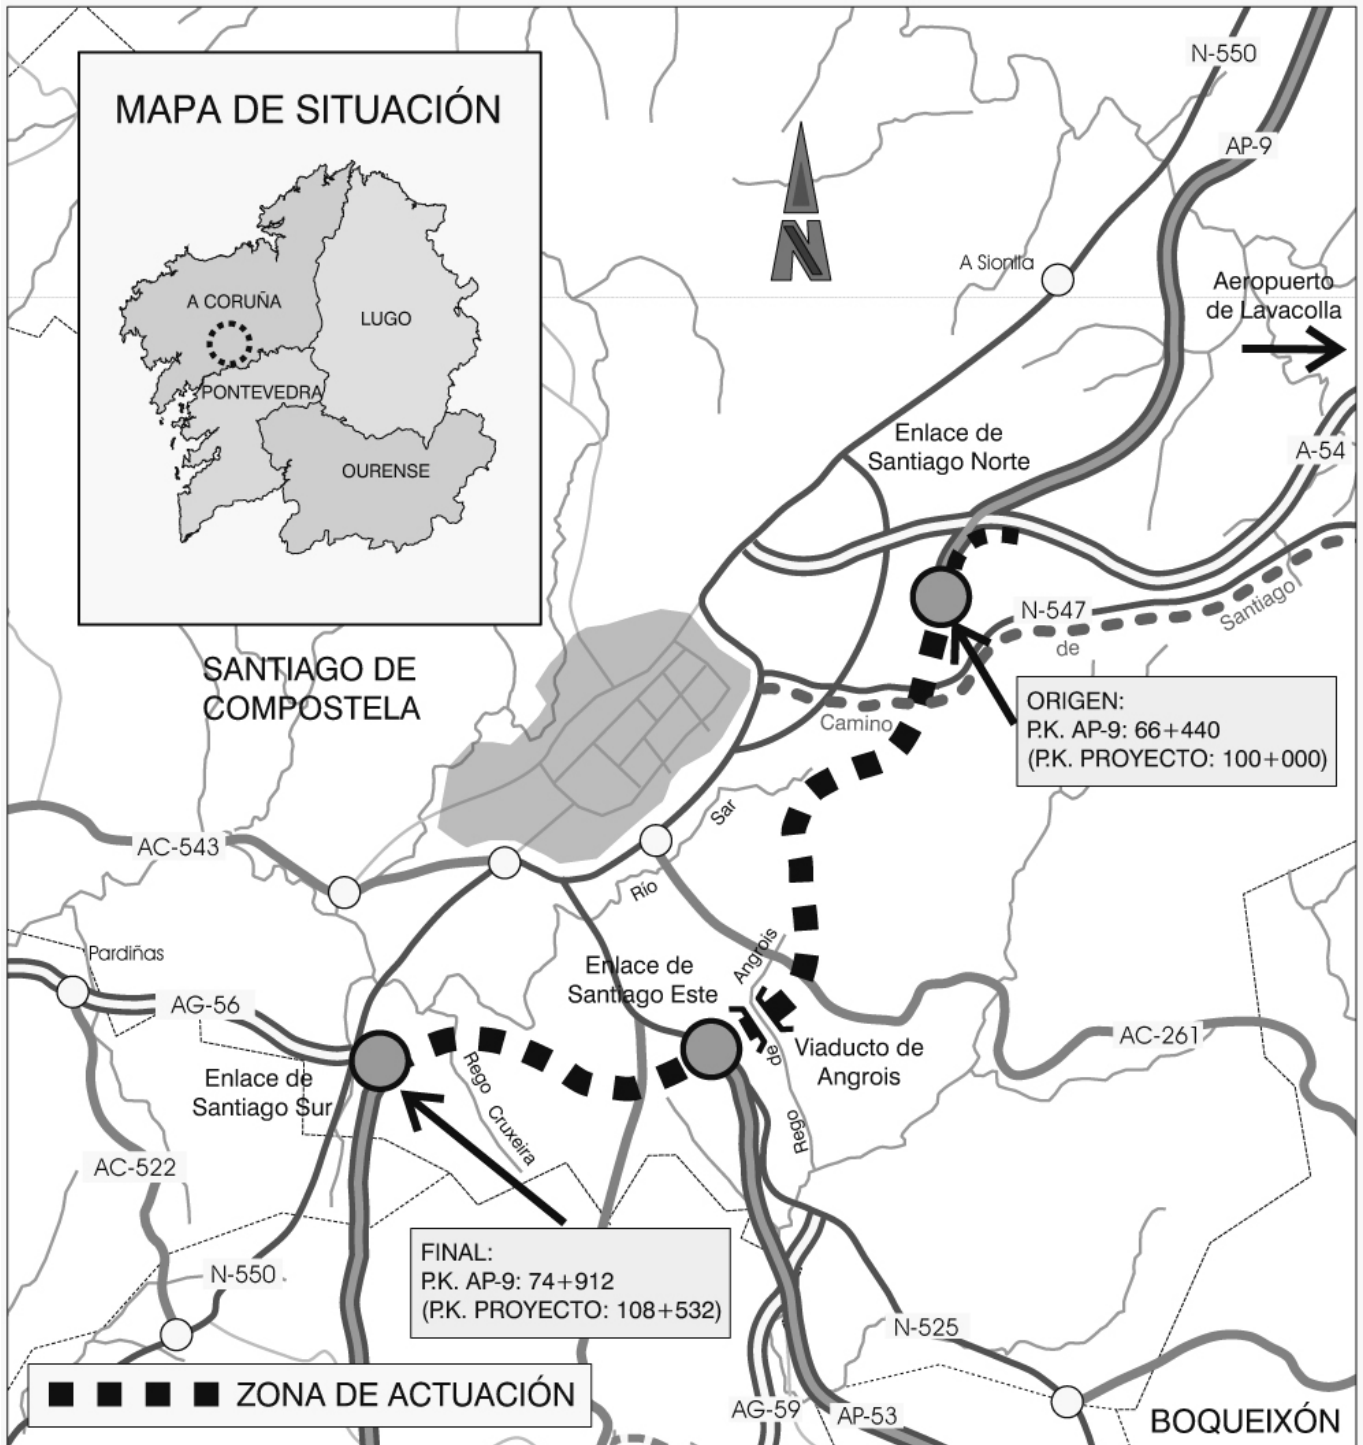 MAPA DE SITUACIÓN
A CORUÑA
LUGO
PONTEVEDRA
OURENSE
N-550
AP-9
N
A Sionlla
Aeropuerto
de Lavacolla
Enlace de
Santiago Norte
A-54
N-547
Camino
de
Santiago
SANTIAGO DE
COMPOSTELA
ORIGEN:
P.K. AP-9: 66+440
(P.K. PROYECTO: 100+000)
AC-543
Río
Sar
Pardiñas
AG-56
Enlace de
Santiago Este
Rego
de
Angrois
Viaducto de
Angrois
AC-261
Enlace de
Santiago Sur
Rego
Cruxeira
AC-522
FINAL:
P.K. AP-9: 74+912
(P.K. PROYECTO: 108+532)
N-550
N-525
AG-59
AP-53
BOQUEIXÓN
ZONA DE ACTUACIÓN